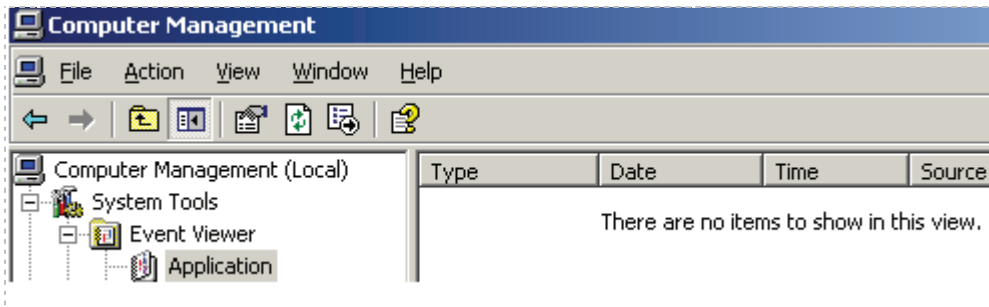 Computer Management
File Action View Window Help
Computer Management (Local)
System Tools
Event Viewer
Application
Type Date Time Source
There are no items to show in this view.